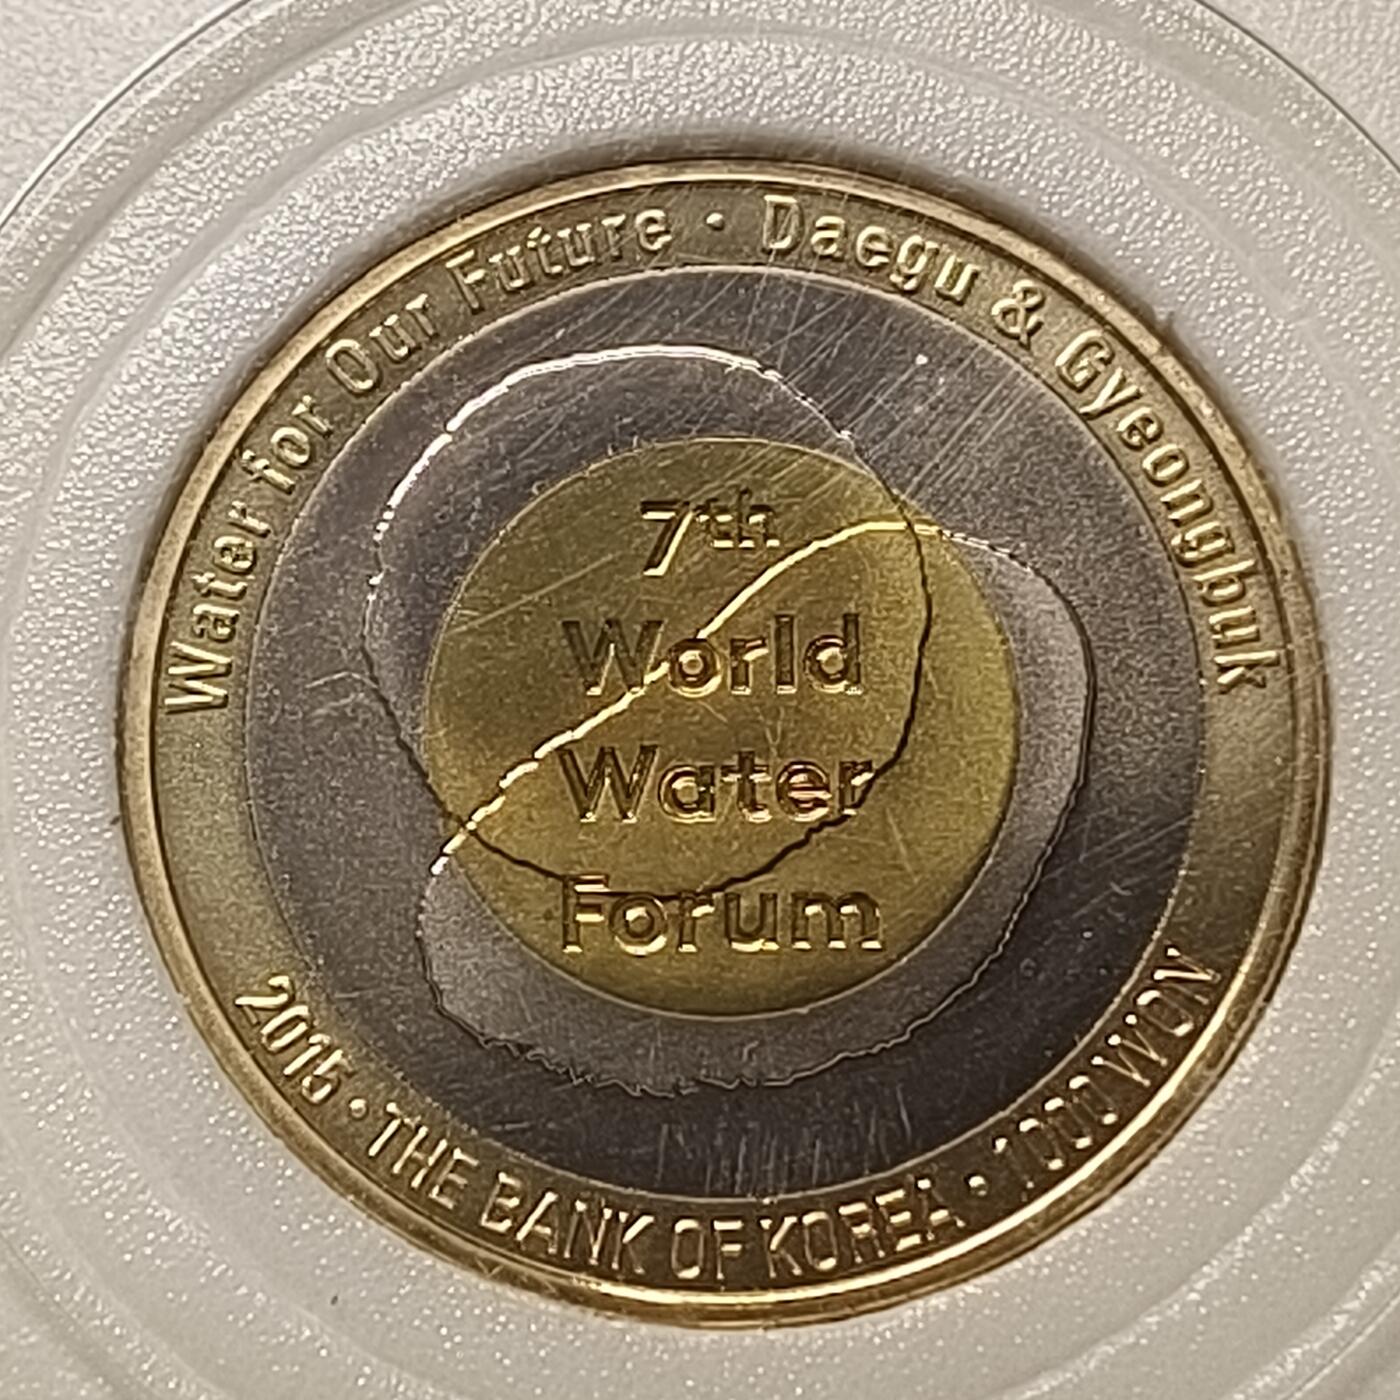 Water for Our Future · Daegu & Gyeongbuk
7th
World
Water
Forum
2015 · THE BANK OF KOREA · 1000 WON